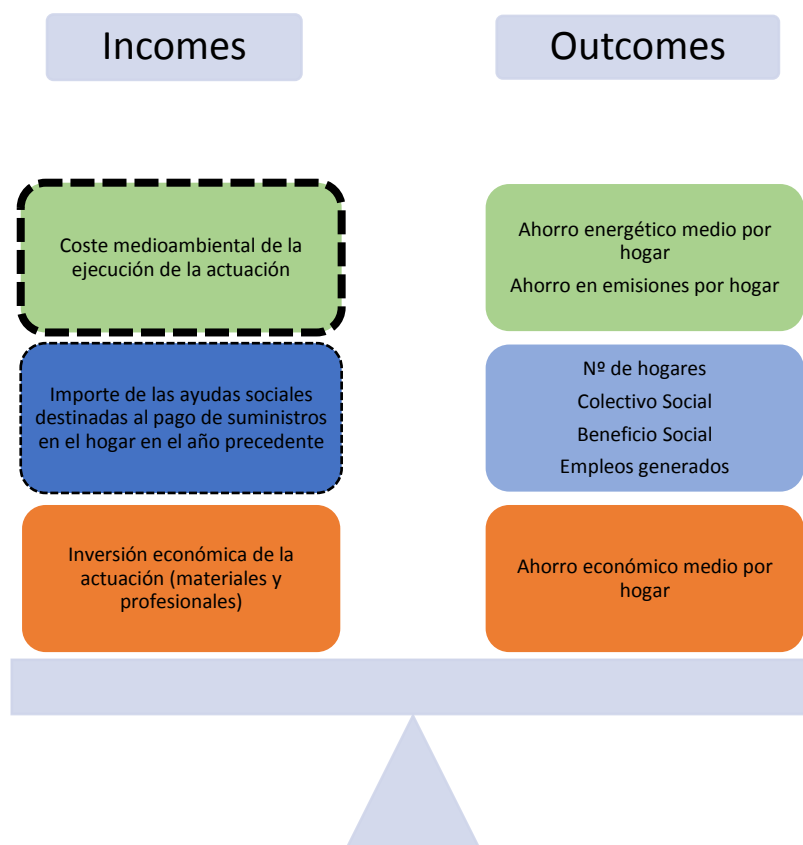 Incomes
Outcomes
Coste medioambiental de la
ejecución de la actuación
Ahorro energético medio por
hogar
Ahorro en emisiones por hogar
Importe de las ayudas sociales
destinadas al pago de suministros
en el hogar en el año precedente
Nº de hogares
Colectivo Social
Beneficio Social
Empleos generados
Inversión económica de la
actuación (materiales y
profesionales)
Ahorro económico medio por
hogar